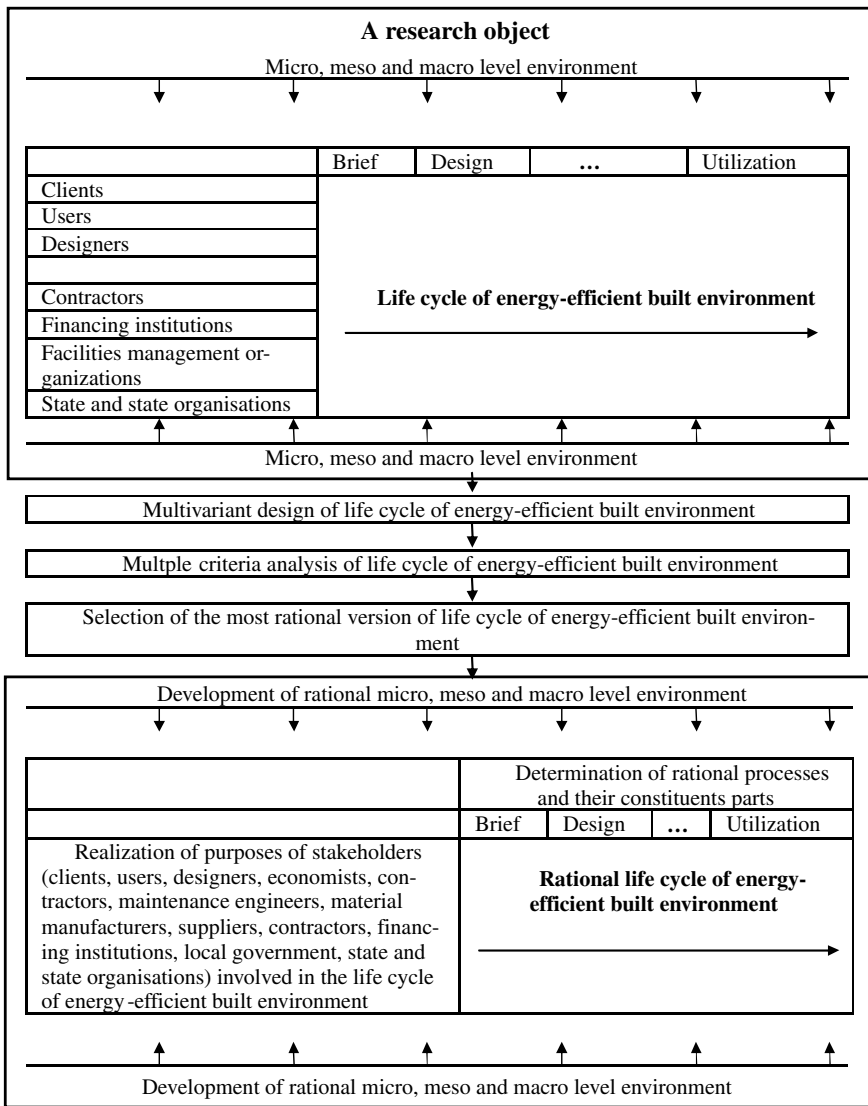 A research object
Micro, meso and macro level environment
Brief Design ... Utilization
Clients
Users
Designers
Contractors
Financing institutions
Facilities management or-
ganizations
State and state organisations
Life cycle of energy-efficient built environment
Micro, meso and macro level environment
Multivariant design of life cycle of energy-efficient built environment
Multple criteria analysis of life cycle of energy-efficient built environment
Selection of the most rational version of life cycle of energy-efficient built environ-
ment
Development of rational micro, meso and macro level environment
Determination of rational processes
and their constituents parts
Brief Design ... Utilization
Realization of purposes of stakeholders
(clients, users, designers, economists, con-
tractors, maintenance engineers, material
manufacturers, suppliers, contractors, financ-
ing institutions, local government, state and
state organisations) involved in the life cycle
of energy-efficient built environment
Rational life cycle of energy-
efficient built environment
Development of rational micro, meso and macro level environment